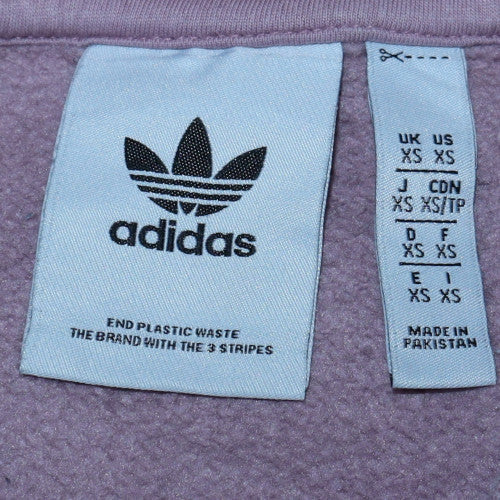 adidas
END PLASTIC WASTE
THE BRAND WITH THE 3 STRIPES
UK US
XS XS
J CDN
XS XS/TP
D F
XS XS
E I
XS XS
MADE IN
PAKISTAN